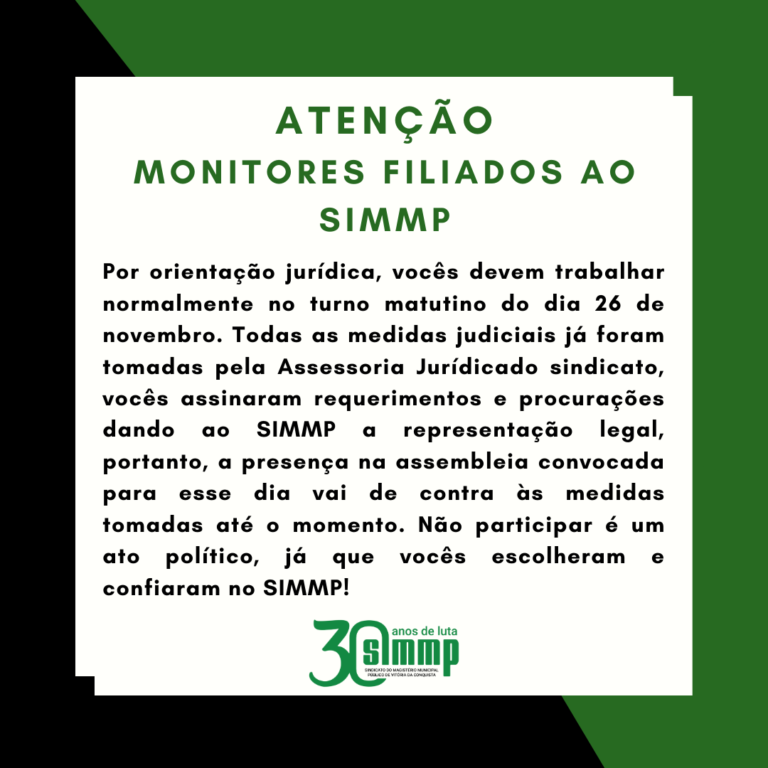 ATENÇÃO
MONITORES FILIADOS AO
SIMMP
Por orientação jurídica, vocês devem trabalhar
normalmente no turno matutino do dia 26 de
novembro. Todas as medidas judiciais já foram
tomadas pela Assessoria Jurídicado sindicato,
vocês assinaram requerimentos e procurações
dando ao SIMMP a representação legal,
portanto, a presença na assembleia convocada
para esse dia vai de contra às medidas
tomadas até o momento. Não participar é um
ato político, já que vocês escolheram e
confiaram no SIMMP!
30 anos de luta
simmp
SINDICATO DO MAGISTÉRIO MUNICIPAL
PÚBLICO DE VITÓRIA DA CONQUISTA